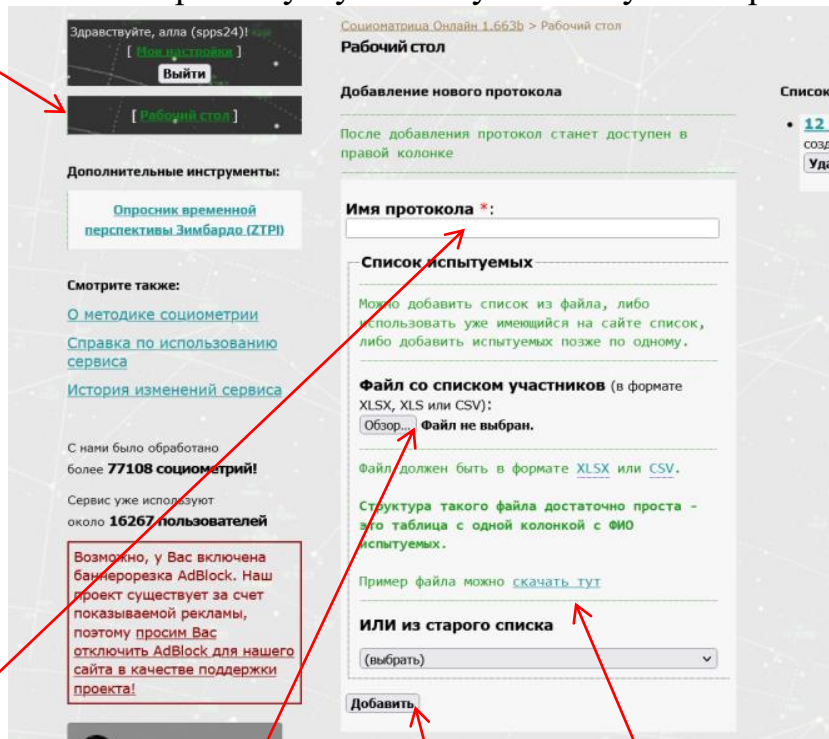 Здравствуйте, алла (spps24)!
[ Мои настройки ]
Выйти
[ Рабочий стол ]
Дополнительные инструменты:
Опросник временной
перспективы Зимбардо (ZTPI)
Смотрите также:
О методике социометрии
Справка по использованию
сервиса
История изменений сервиса
С нами было обработано
более 77108 социометрий!
Сервис уже используют
около 16267 пользователей
Возможно, у Вас включена
баннерорезка AdBlock. Наш
проект существует за счет
показываемой рекламы,
поэтому просим Вас
отключить AdBlock для нашего
сайта в качестве поддержки
проекта!
Социоматрица Онлайн 1.663b > Рабочий стол
Рабочий стол
Добавление нового протокола
После добавления протокол станет доступен в
правой колонке
Имя протокола *:
Список испытуемых
Можно добавить список из файла, либо
использовать уже имеющийся на сайте список,
либо добавить испытуемых позже по одному.
Файл со списком участников (в формате
XLSX, XLS или CSV):
Обзор... Файл не выбран.
Файл должен быть в формате XLSX или CSV.
Структура такого файла достаточно проста –
это таблица с одной колонкой с ФИО
испытуемых.
Пример файла можно скачать тут
ИЛИ из старого списка
(выбрать)
Добавить
Список
12
созд
Уда